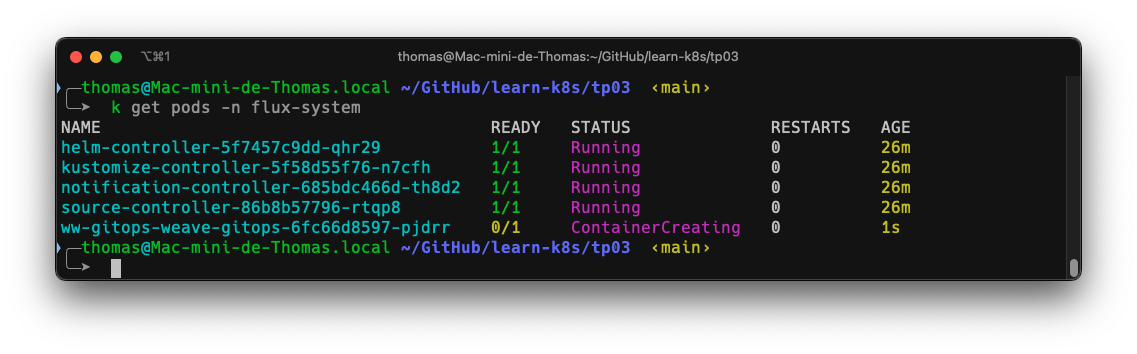 ⌥⌘1 thomas@Mac-mini-de-Thomas:~/GitHub/learn-k8s/tp03
thomas@Mac-mini-de-Thomas.local ~/GitHub/learn-k8s/tp03 ‹main›
k get pods -n flux-system
NAME READY STATUS RESTARTS AGE
helm-controller-5f7457c9dd-qhr29 1/1 Running 0 26m
kustomize-controller-5f58d55f76-n7cfh 1/1 Running 0 26m
notification-controller-685bdc466d-th8d2 1/1 Running 0 26m
source-controller-86b8b57796-rtqp8 1/1 Running 0 26m
ww-gitops-weave-gitops-6fc66d8597-pjdrr 0/1 ContainerCreating 0 1s
thomas@Mac-mini-de-Thomas.local ~/GitHub/learn-k8s/tp03 ‹main›